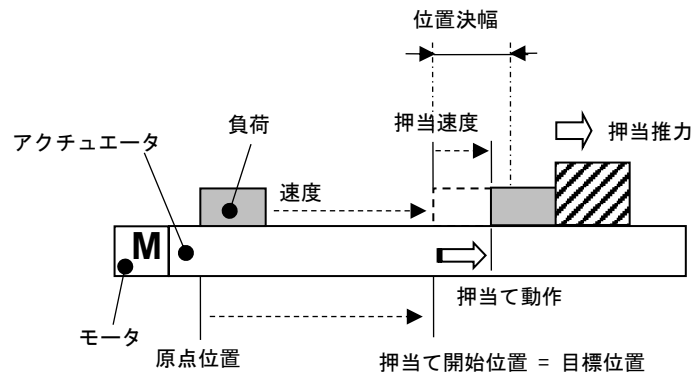 位置決幅
負荷
押当速度
押当推力
アクチュエータ
速度
M
押当て動作
モータ
原点位置
押当て開始位置 = 目標位置